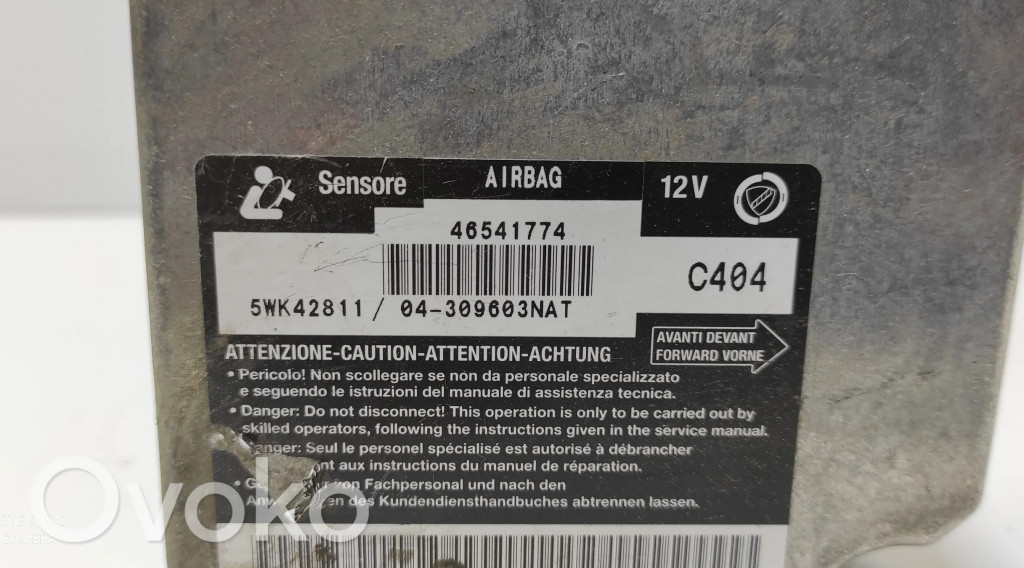 Sensore AIRBAG 12V
46541774
C404
5WK42811 / 04-309603NAT
AVANTI DEVANT
FORWARD VORNE
ATTENZIONE-CAUTION-ATTENTION-ACHTUNG
• Pericolo! Non scollegare se non da personale specializzato
e seguendo le istruzioni del manuale di assistenza tecnica.
• Danger: Do not disconnect! This operation is only to be carried out by
skilled operators, following the instructions given in the service manual.
anger: Seul le personel spécialisé est autorisé à débrancher
nt aux instructions du manuel de réparation.
• von Fachpersonal und nach den
des Kundendiensthandbuches abtrennen lassen.
Ovoko